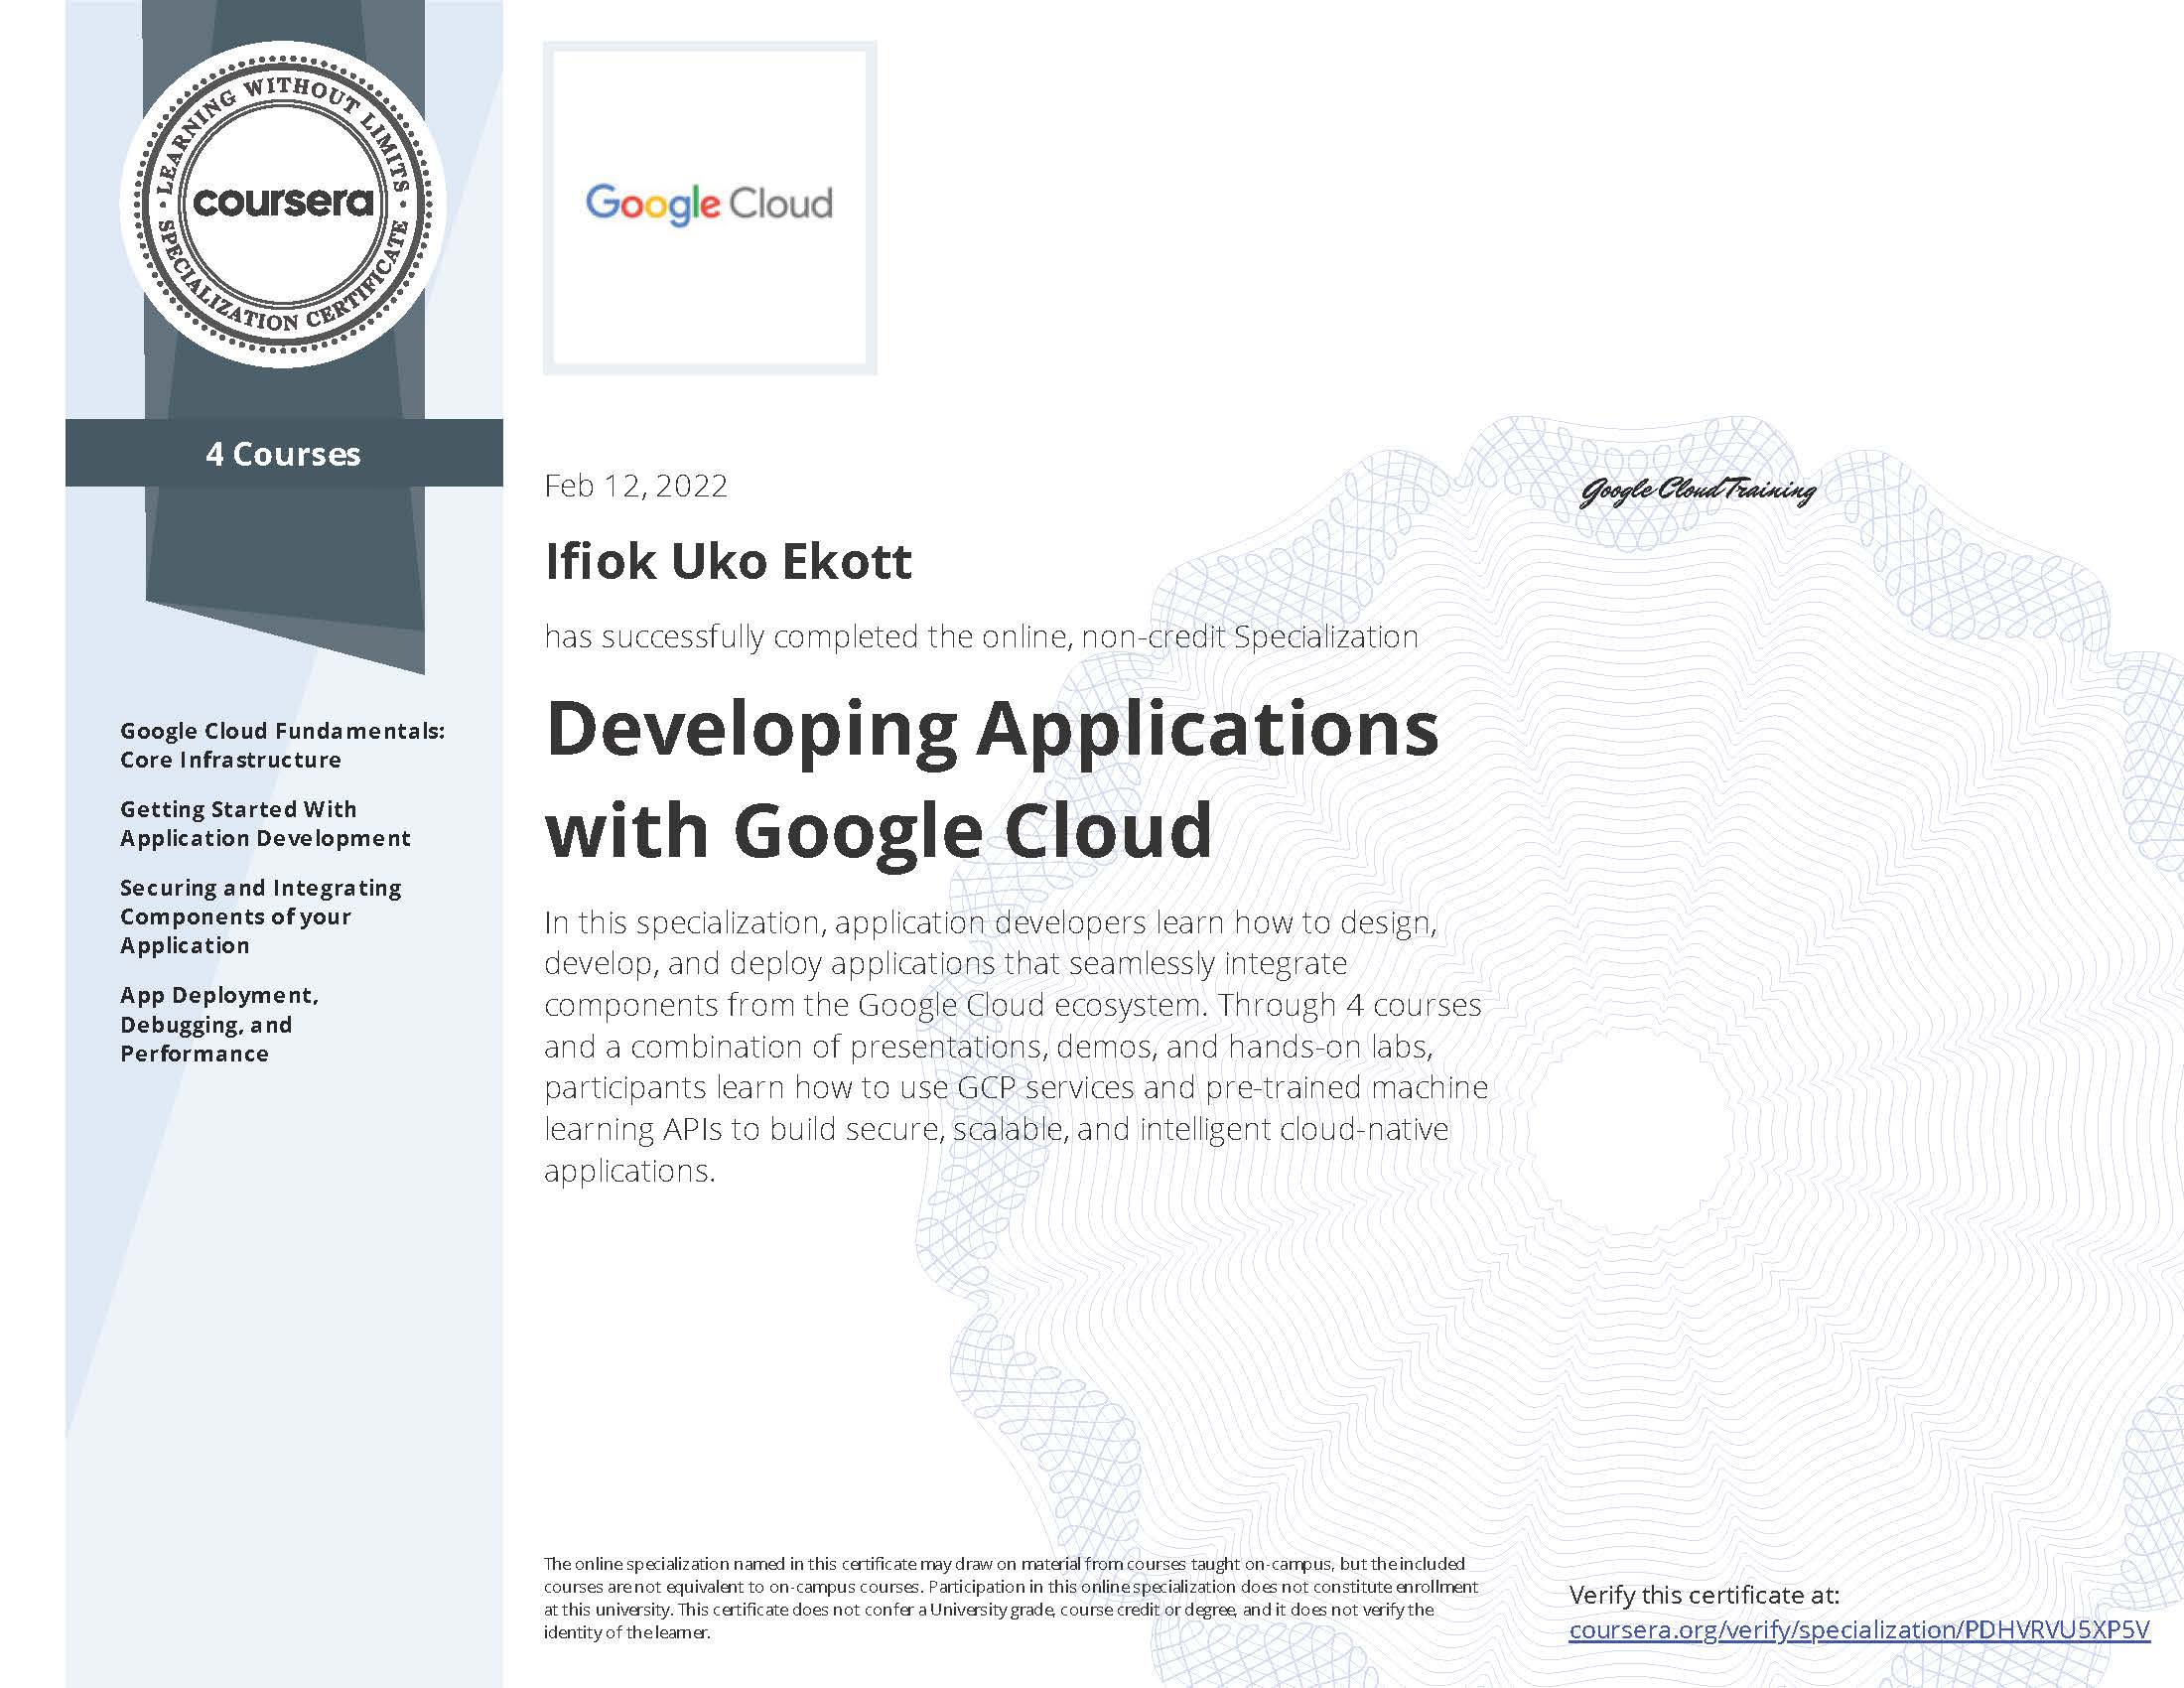 LEARNING WITHOUT LIMITS
coursera
SPECIALIZATION CERTIFICATE
4 Courses
Google Cloud Fundamentals:
Core Infrastructure
Getting Started With
Application Development
Securing and Integrating
Components of your
Application
App Deployment,
Debugging, and
Performance
Google Cloud
Feb 12, 2022
Ifiok Uko Ekott
has successfully completed the online, non-credit Specialization
Developing Applications
with Google Cloud
In this specialization, application developers learn how to design,
develop, and deploy applications that seamlessly integrate
components from the Google Cloud ecosystem. Through 4 courses
and a combination of presentations, demos, and hands-on labs,
participants learn how to use GCP services and pre-trained machine
learning APIs to build secure, scalable, and intelligent cloud-native
applications.
Google Cloud Training
The online specialization named in this certificate may draw on material from courses taught on-campus, but the included
courses are not equivalent to on-campus courses. Participation in this online specialization does not constitute enrollment
at this university. This certificate does not confer a University grade, course credit or degree, and it does not verify the
identity of the learner.
Verify this certificate at:
coursera.org/verify/specialization/PDHVRVU5XP5V